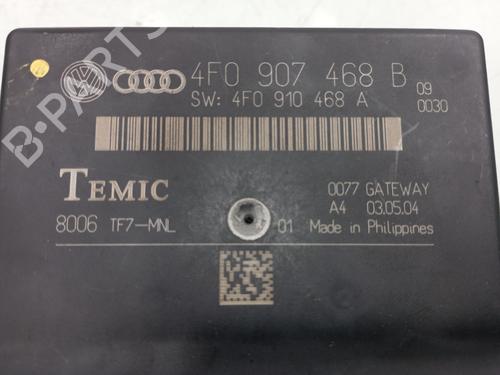 4F0 907 468 B 09
SW: 4F0 910 468 A 0030
TEMIC
0077 GATEWAY
A4 03.05.04
8006 TF7-MNL 01 Made in Philippines
B-PARTS